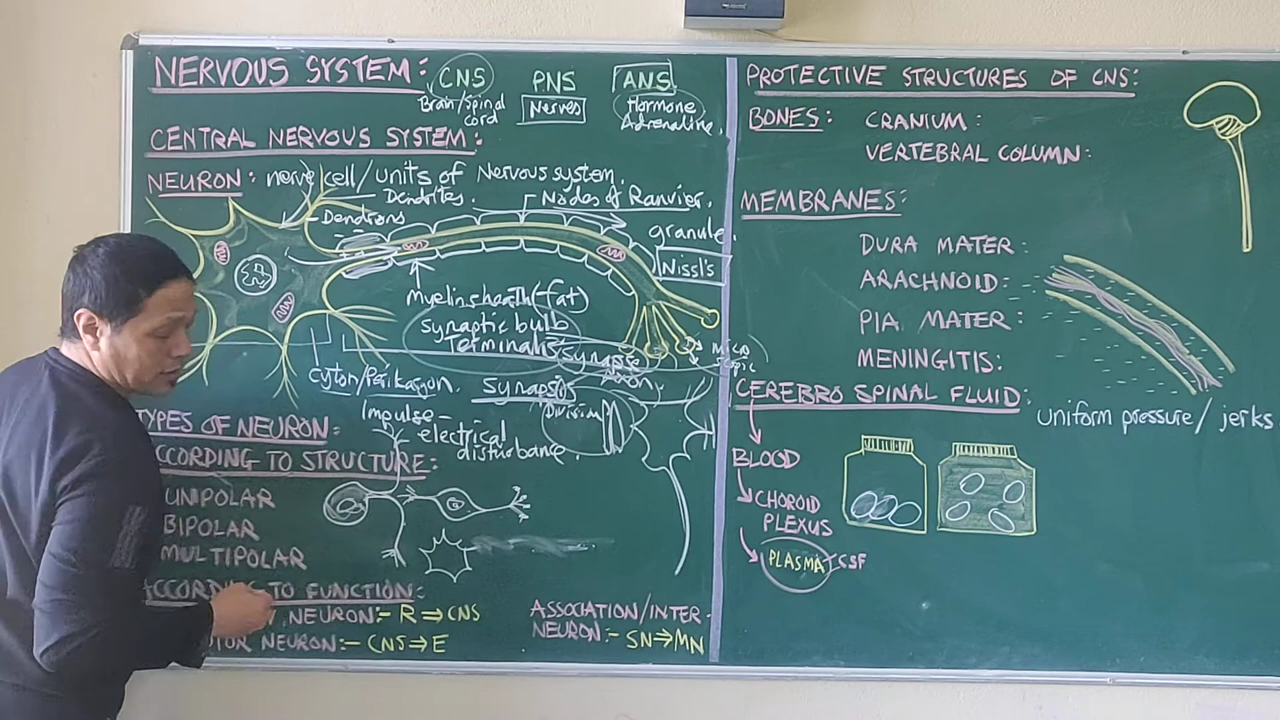 NERVOUS SYSTEM: CNS PNS ANS
Brain/Spinal cord
Nerves
Hormone
Adrenaline.
CENTRAL NERVOUS SYSTEM:
NEURON: nerve cell/units of Nervous system.
Dendrites.
Nodes of Ranvier.
Dendrons
granule.
Nissl's
myelinsheath(-fat)
synaptic bulb
Terminals
synapse
Axon
Cyton/Perikaryon.
synapsis
Division
Impulse-
electrical
disturbance.
TYPES OF NEURON:
CCORDING TO STRUCTURE:
UNIPOLAR
BIPOLAR
MULTIPOLAR
ACCORDING TO FUNCTION:
NEURON:- R⇒CNS
TOR NEURON:- CNS⇒E
ASSOCIATION/INTER-
NEURON:- SN⇒MN
PROTECTIVE STRUCTURES OF CNS:
BONES: CRANIUM:
VERTEBRAL COLUMN:
MEMBRANES:
DURA MATER:
ARACHNOID:
PIA MATER:
MENINGITIS:
CEREBRO SPINAL FLUID:
uniform pressure/ jerks
BLOOD
CHOROID
PLEXUS
PLASMA CSF